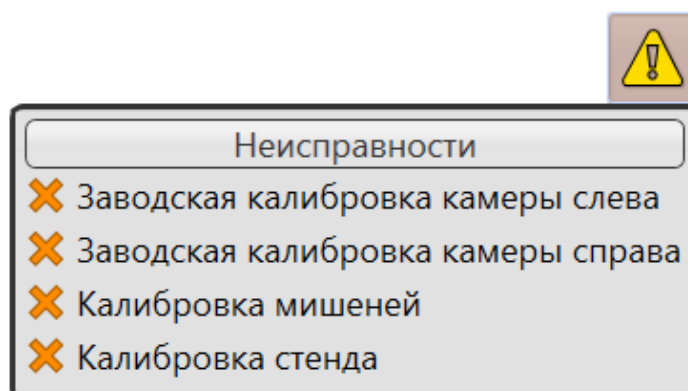 Неисправности
Заводская калибровка камеры слева
Заводская калибровка камеры справа
Калибровка мишеней
Калибровка стенда